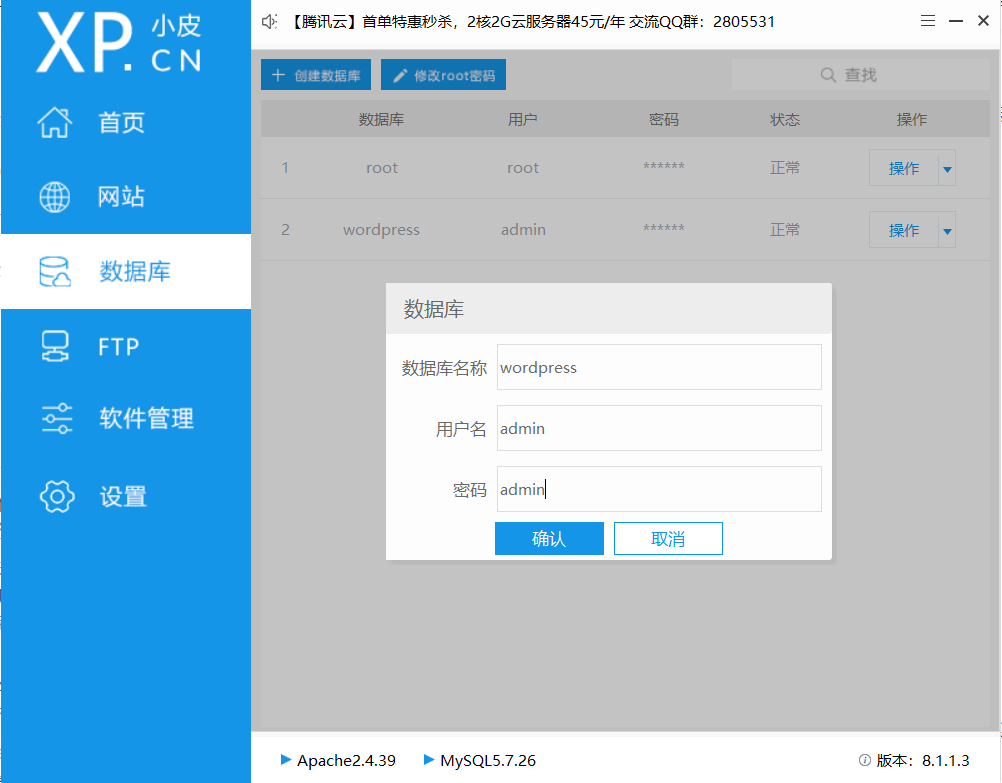 XP.CN 小皮
【腾讯云】首单特惠秒杀，2核2G云服务器45元/年 交流QQ群：2805531
首页
网站
数据库
FTP
软件管理
设置
创建数据库 修改root密码 查找
数据库 用户 密码 状态 操作
1 root root ****** 正常 操作
2 wordpress admin ****** 正常 操作
数据库
数据库名称 wordpress
用户名 admin
密码 admin
确认 取消
Apache2.4.39 MySQL5.7.26 版本：8.1.1.3